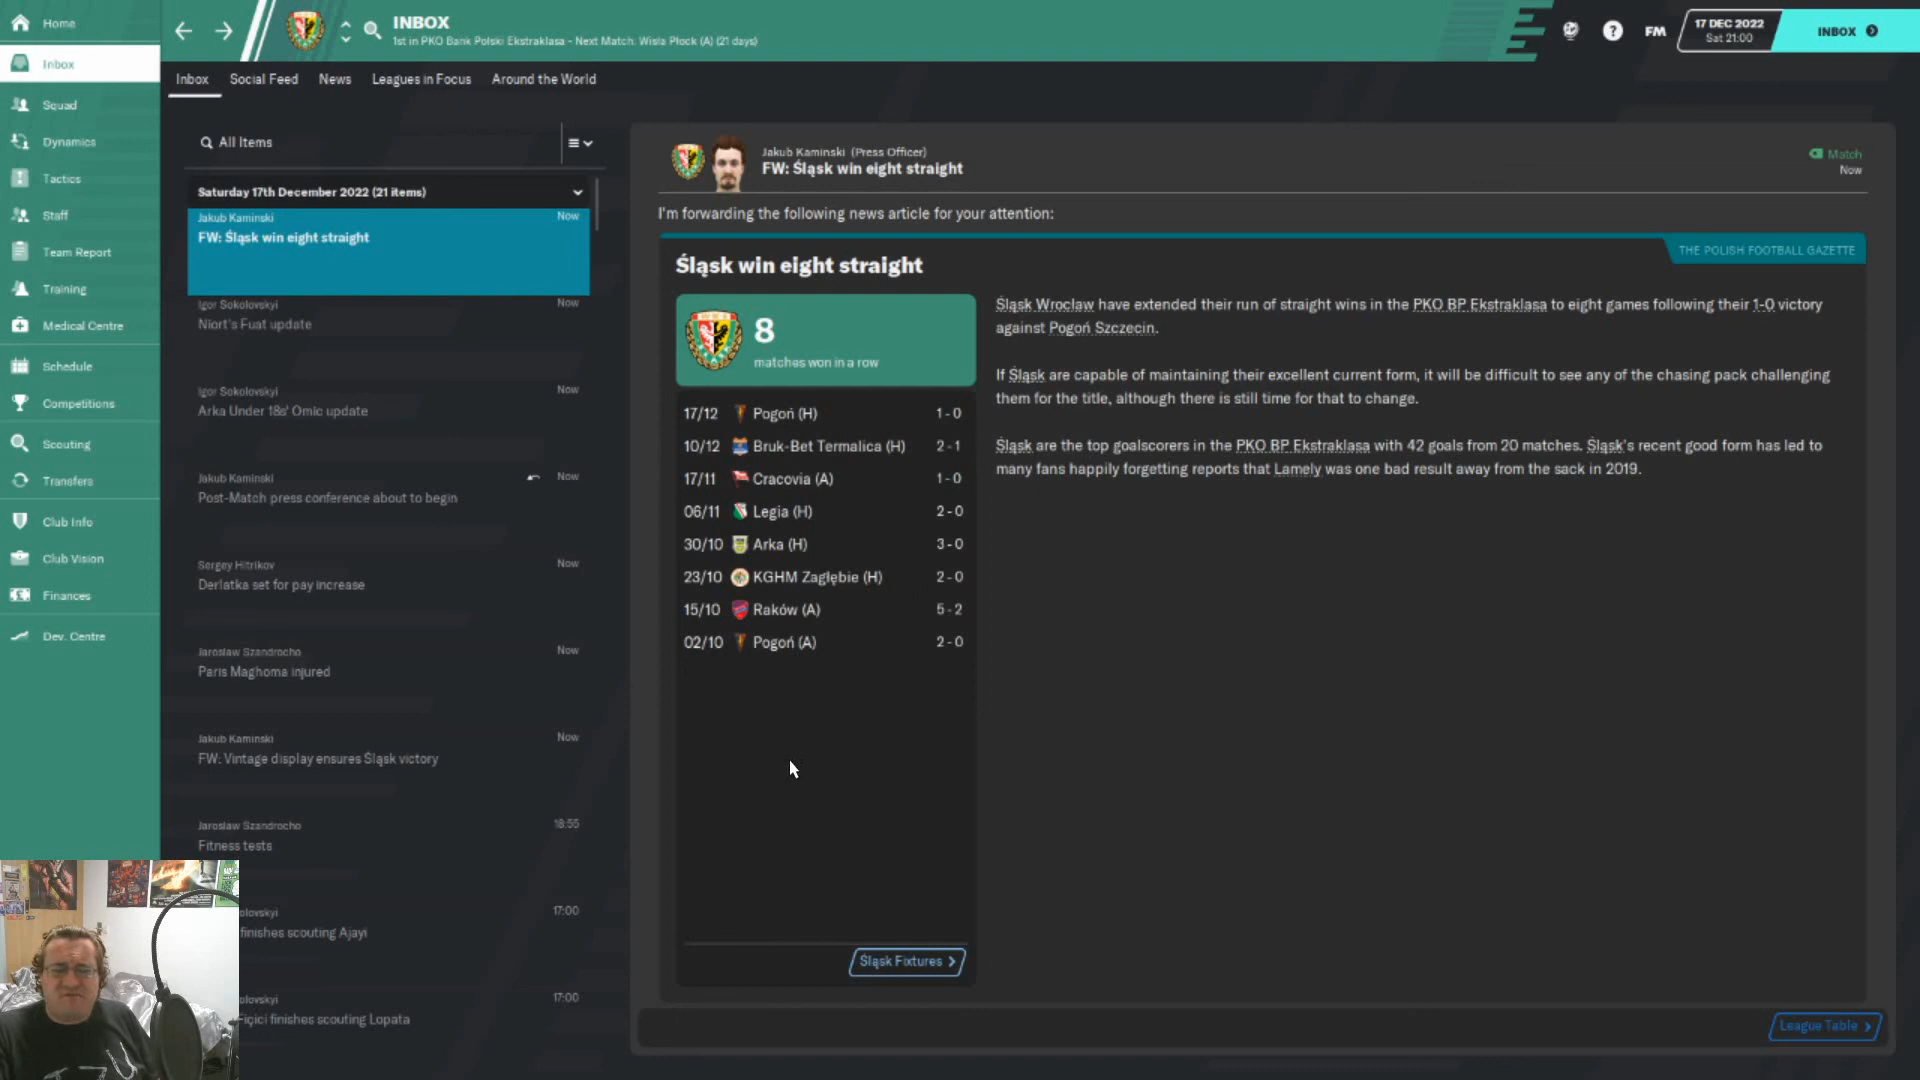 Home
INBOX
1st in PKO Bank Polski Ekstraklasa - Next Match: Wisła Płock (A) (21 days)
FM
17 DEC 2022
Sat 21:00
INBOX
Inbox
Squad
Dynamics
Tactics
Staff
Team Report
Training
Medical Centre
Schedule
Competitions
Scouting
Transfers
Club Info
Club Vision
Finances
Dev. Centre
Inbox Social Feed News Leagues in Focus Around the World
All Items
Saturday 17th December 2022 (21 items)
Jakub Kaminski Now
FW: Śląsk win eight straight
Igor Sokolovskyi Now
Niort's Fuat update
Igor Sokolovskyi Now
Arka Under 18s' Omic update
Jakub Kaminski Now
Post-Match press conference about to begin
Sergey Hitrikov Now
Derlatka set for pay increase
Jaroslaw Szandrocho Now
Paris Maghoma injured
Jakub Kaminski Now
FW: Vintage display ensures Śląsk victory
Jaroslaw Szandrocho 18:55
Fitness tests
olovskyi 17:00
finishes scouting Ajayi
olovskyi 17:00
Fiçici finishes scouting Lopata
Jakub Kaminski (Press Officer)
FW: Śląsk win eight straight
Match
Now
I'm forwarding the following news article for your attention:
THE POLISH FOOTBALL GAZETTE
Śląsk win eight straight
8
matches won in a row
17/12 Pogoń (H) 1 - 0
10/12 Bruk-Bet Termalica (H) 2 - 1
17/11 Cracovia (A) 1 - 0
06/11 Legia (H) 2 - 0
30/10 Arka (H) 3 - 0
23/10 KGHM Zagłębie (H) 2 - 0
15/10 Raków (A) 5 - 2
02/10 Pogoń (A) 2 - 0
Śląsk Fixtures
Śląsk Wrocław have extended their run of straight wins in the PKO BP Ekstraklasa to eight games following their 1-0 victory
against Pogoń Szczecin.
If Śląsk are capable of maintaining their excellent current form, it will be difficult to see any of the chasing pack challenging
them for the title, although there is still time for that to change.
Śląsk are the top goalscorers in the PKO BP Ekstraklasa with 42 goals from 20 matches. Śląsk's recent good form has led to
many fans happily forgetting reports that Lamely was one bad result away from the sack in 2019.
League Table